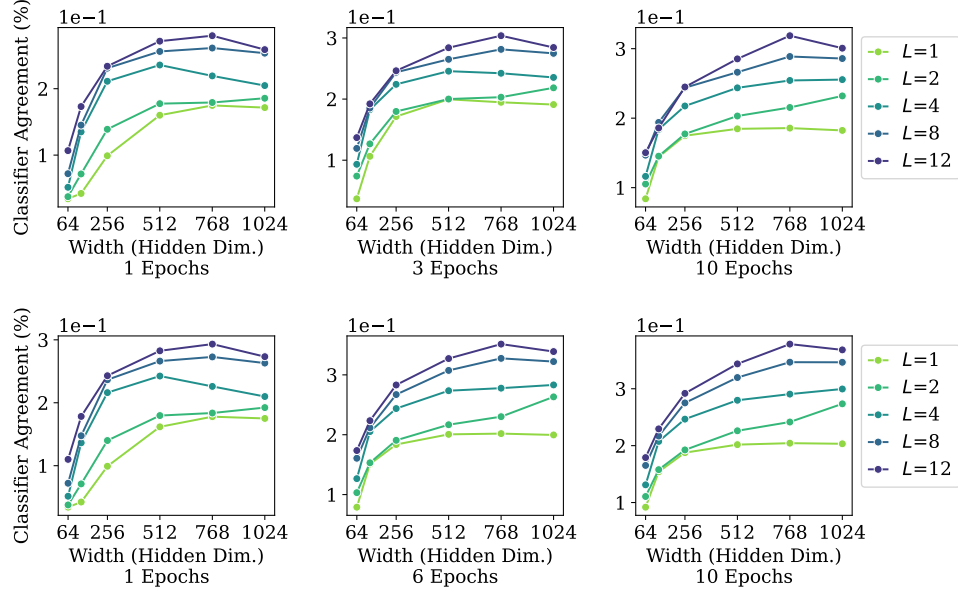 1e−1
1e−1
1e−1
Classifier Agreement (%)
2
1
3
2
1
3
2
1
64 256 512 768 1024
64 256 512 768 1024
64 256 512 768 1024
Width (Hidden Dim.)
1 Epochs
Width (Hidden Dim.)
3 Epochs
Width (Hidden Dim.)
10 Epochs
L=1
L=2
L=4
L=8
L=12
1e−1
1e−1
1e−1
Classifier Agreement (%)
3
2
1
3
2
1
3
2
1
64 256 512 768 1024
64 256 512 768 1024
64 256 512 768 1024
Width (Hidden Dim.)
1 Epochs
Width (Hidden Dim.)
6 Epochs
Width (Hidden Dim.)
10 Epochs
L=1
L=2
L=4
L=8
L=12